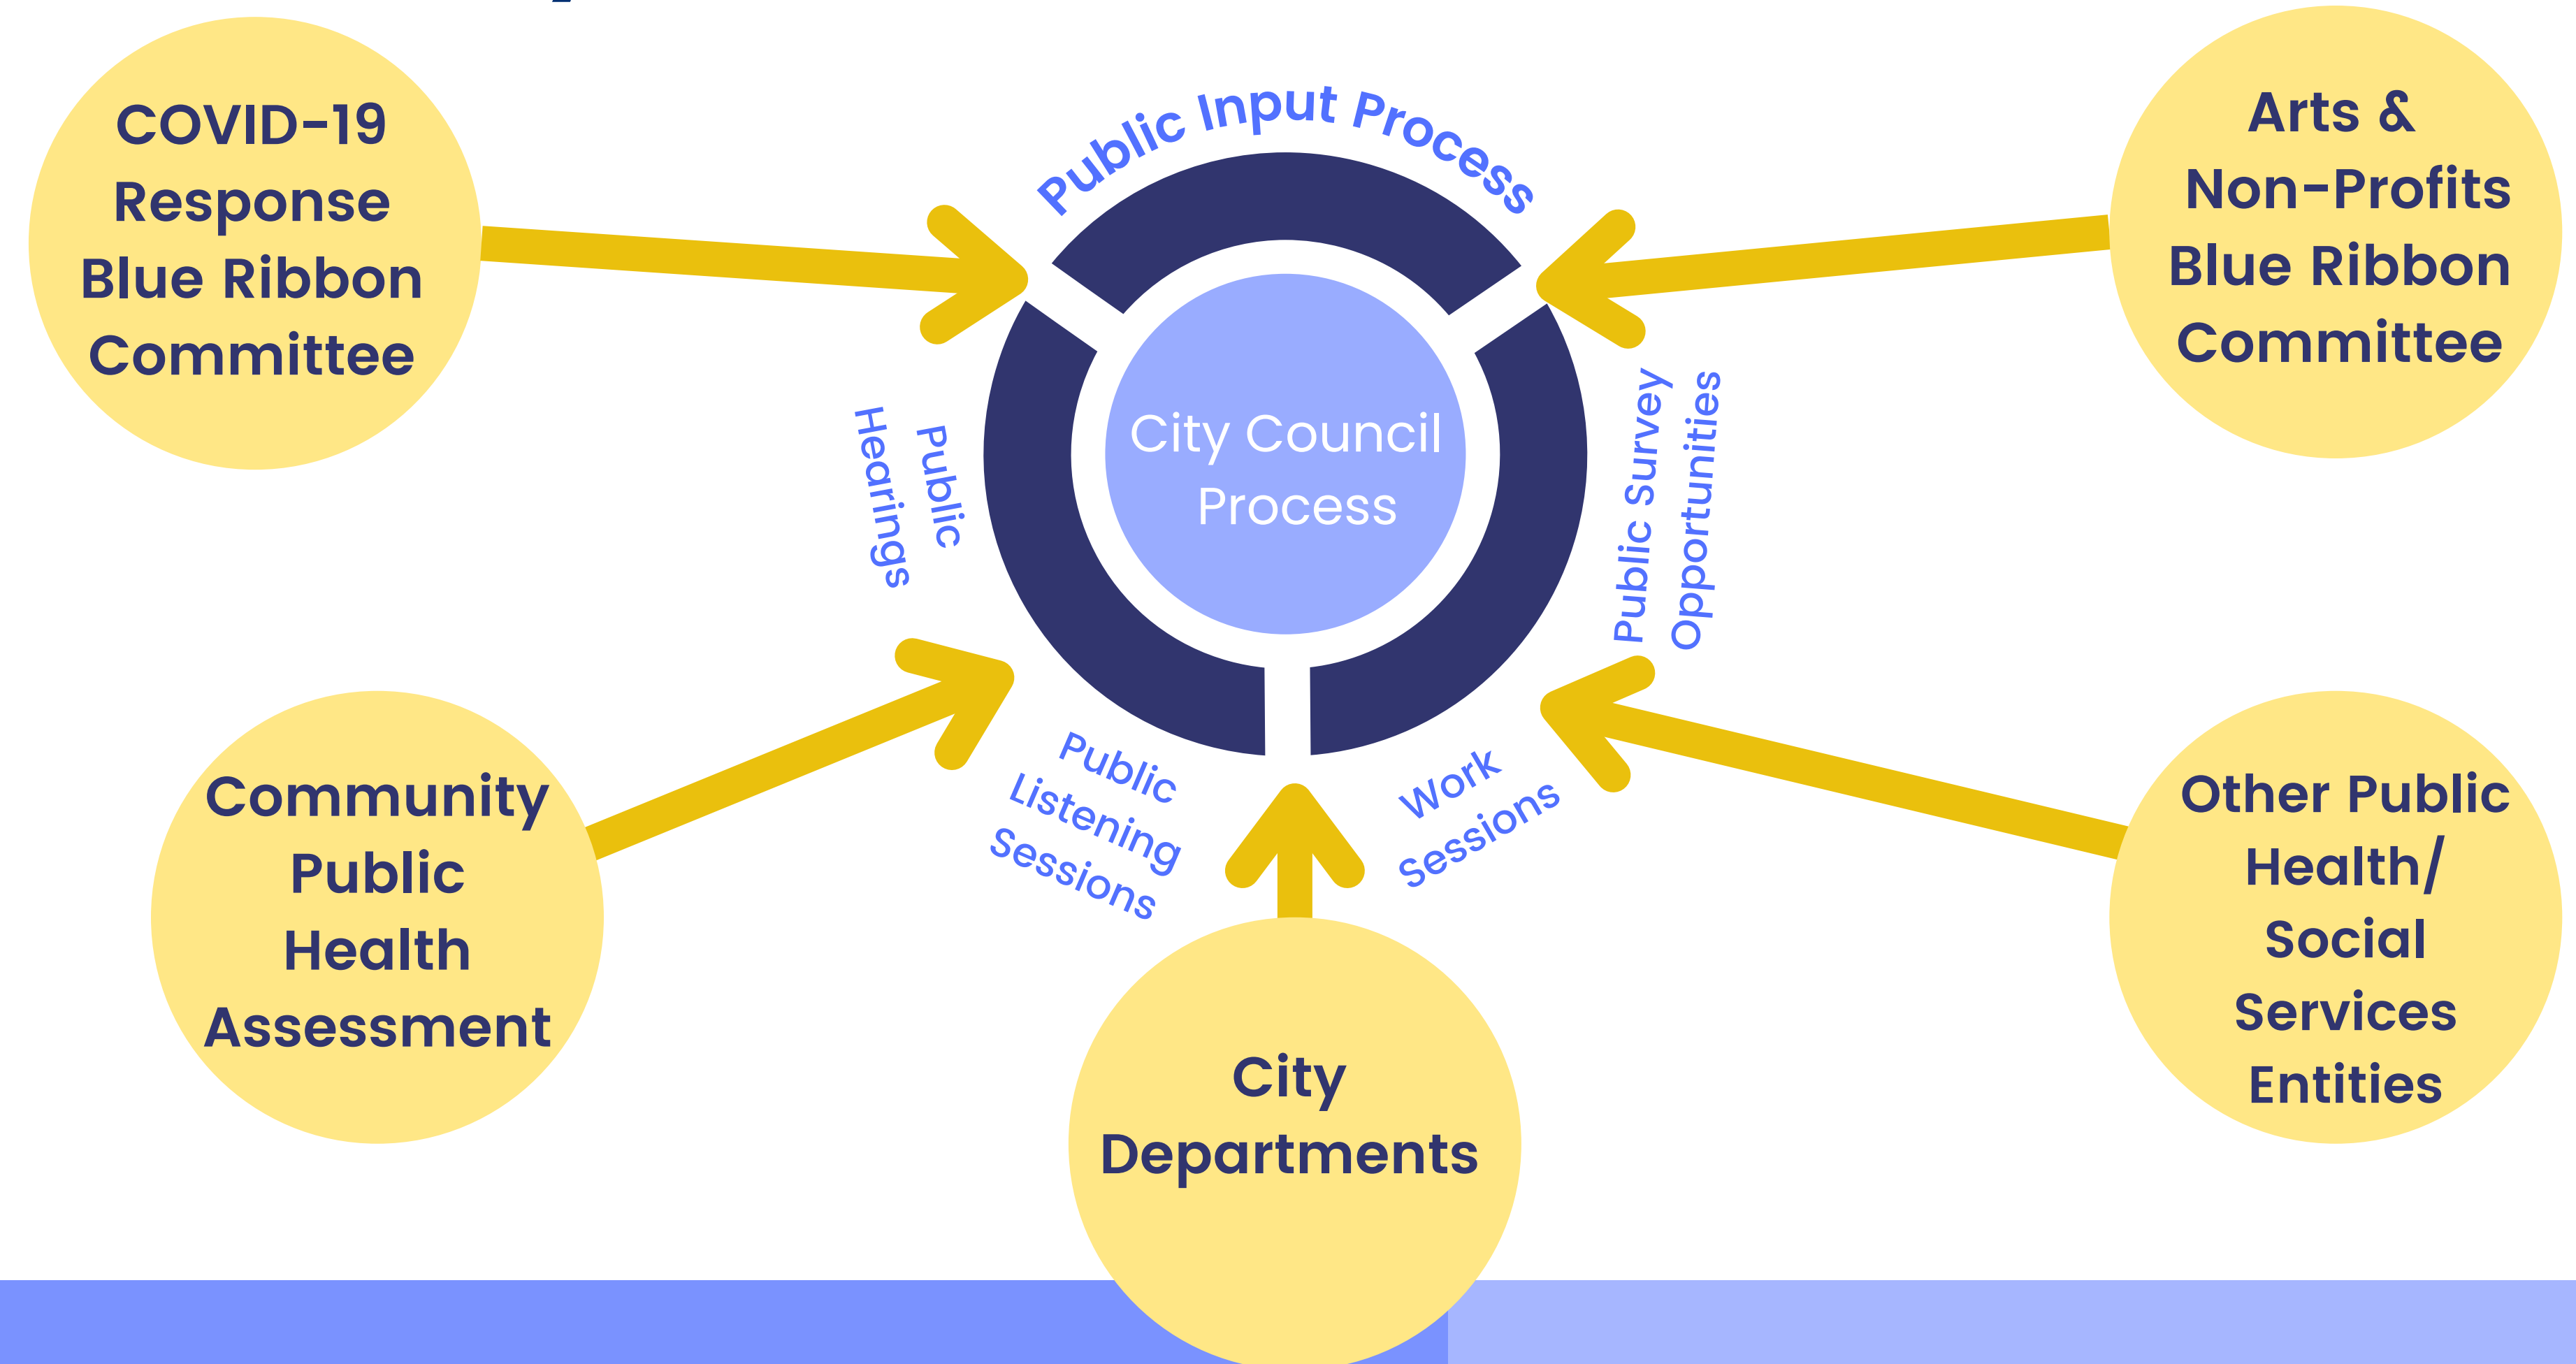 COVID-19
Response
Blue Ribbon
Committee
Public Input Process
Arts &
Non-Profits
Blue Ribbon
Committee
City Council
Process
Public
Hearings
Public Survey
Opportunities
Community
Public
Health
Assessment
Public
Listening
Sessions
Work
Sessions
City
Departments
Other Public
Health/
Social
Services
Entities